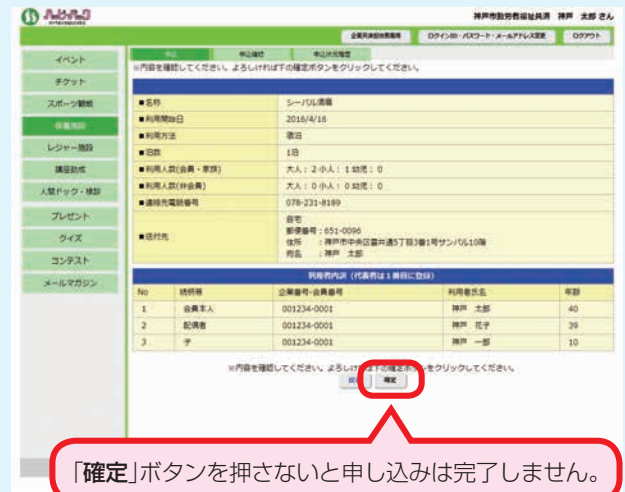 ハッピーパック
神戸市勤労者福祉共済 神戸 太郎 さん
企業共済担当者専用 ログインID・パスワード・メールアドレス変更 ログアウト
イベント
チケット
スポーツ観戦
保養施設
レジャー施設
講座助成
人間ドック・検診
プレゼント
クイズ
コンテスト
メールマガジン
申込 申込確認 申込状況確認
※内容を確認してください。よろしければ下の確定ボタンをクリックしてください。
■名称 シーパル須磨
■利用開始日 2016/4/16
■利用方法 宿泊
■泊数 1泊
■利用人数(会員・家族) 大人：2 小人：1 幼児：0
■利用人数(非会員) 大人：0 小人：0 幼児：0
■連絡先電話番号 078-231-8189
■送付先
自宅
郵便番号：651-0096
住所 ：神戸市中央区雲井通5丁目3番1号サンパル10階
宛名 ：神戸 太郎
利用者内訳 (代表者は１番目に登録)
No 続柄等 企業番号-会員番号 利用者氏名 年齢
1 会員本人 001234-0001 神戸 太郎 40
2 配偶者 001234-0001 神戸 花子 39
3 子 001234-0001 神戸 一郎 10
※内容を確認してください。よろしければ下の確定ボタンをクリックしてください。
確定
「確定」ボタンを押さないと申し込みは完了しません。